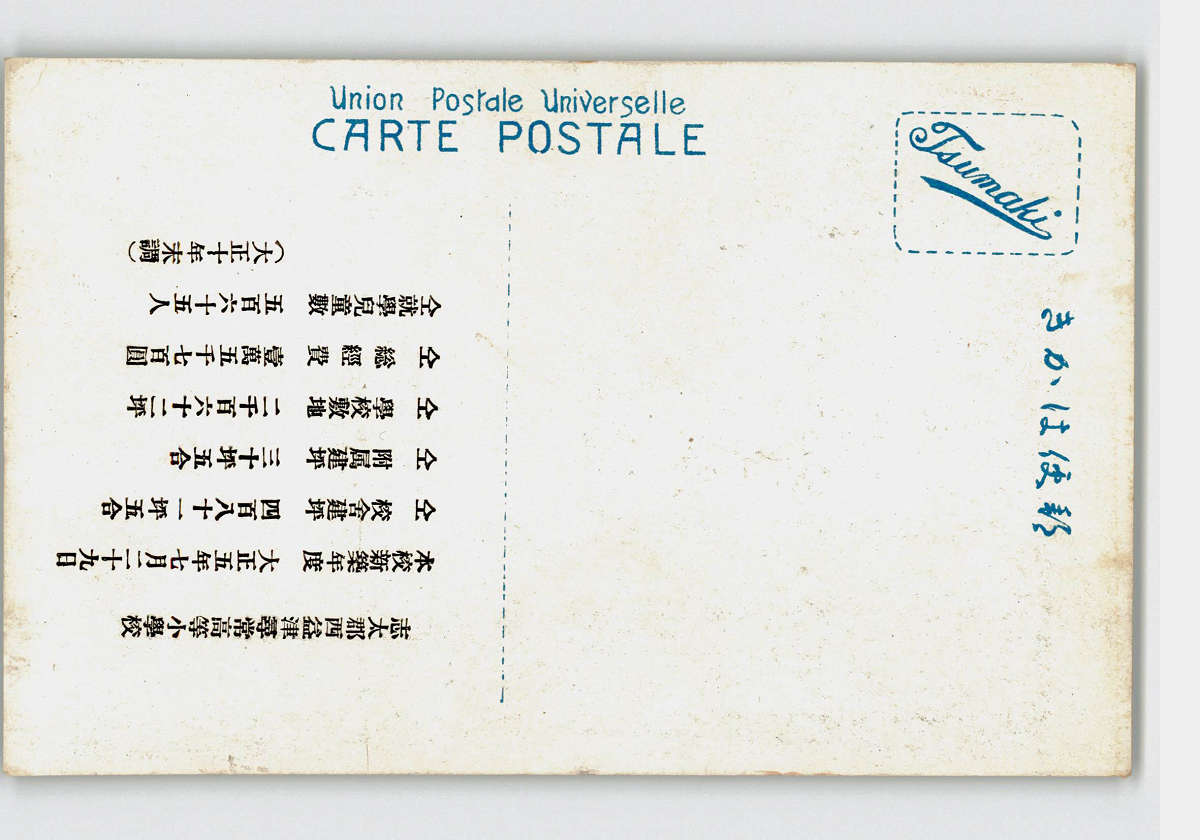 Union Postale Universelle
CARTE POSTALE
Tsumaki
郵便はかき
志太郡西益津尋常高等小學校
本校新築年度 大正五年七月二十九日
仝 校舎建坪 四百八十一坪五合
仝 附属建坪 三十坪五合
仝 學校敷地 二千百六十二坪
仝 総經費 壹萬五千七百圓
仝就學兒童數 五百六十五人
(大正十年末調)